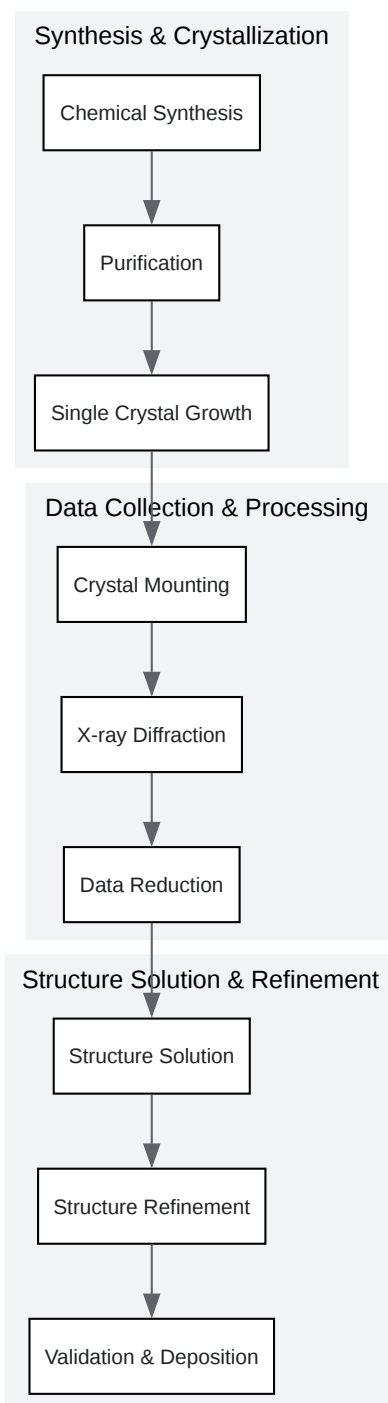 Synthesis & Crystallization
Chemical Synthesis
Purification
Single Crystal Growth
Data Collection & Processing
Crystal Mounting
X-ray Diffraction
Data Reduction
Structure Solution & Refinement
Structure Solution
Structure Refinement
Validation & Deposition